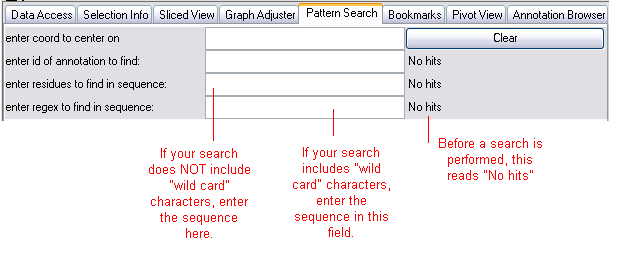 Data Access Selection Info Sliced View Graph Adjuster Pattern Search Bookmarks Pivot View Annotation Browser
enter coord to center on Clear
enter id of annotation to find: No hits
enter residues to find in sequence: No hits
enter regex to find in sequence: No hits
If your search
does NOT include
"wild card"
characters, enter
the sequence
here.
If your search
includes "wild
card" characters,
enter the
sequence in this
field.
Before a search is
performed, this
reads "No hits"